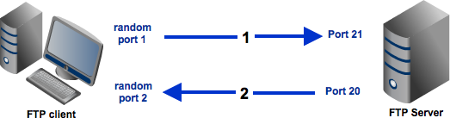 random
port 1
1
Port 21
random
port 2
2
Port 20
FTP client
FTP Server